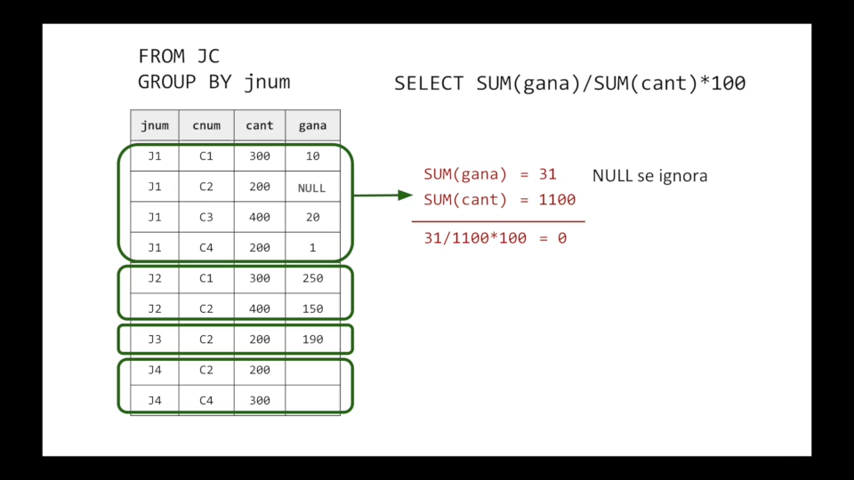 FROM JC
GROUP BY jnum
SELECT SUM(gana)/SUM(cant)*100
jnum cnum cant gana
J1 C1 300 10
J1 C2 200 NULL
J1 C3 400 20
J1 C4 200 1
J2 C1 300 250
J2 C2 400 150
J3 C2 200 190
J4 C2 200
J4 C4 300
SUM(gana) = 31 NULL se ignora
SUM(cant) = 1100
31/1100*100 = 0